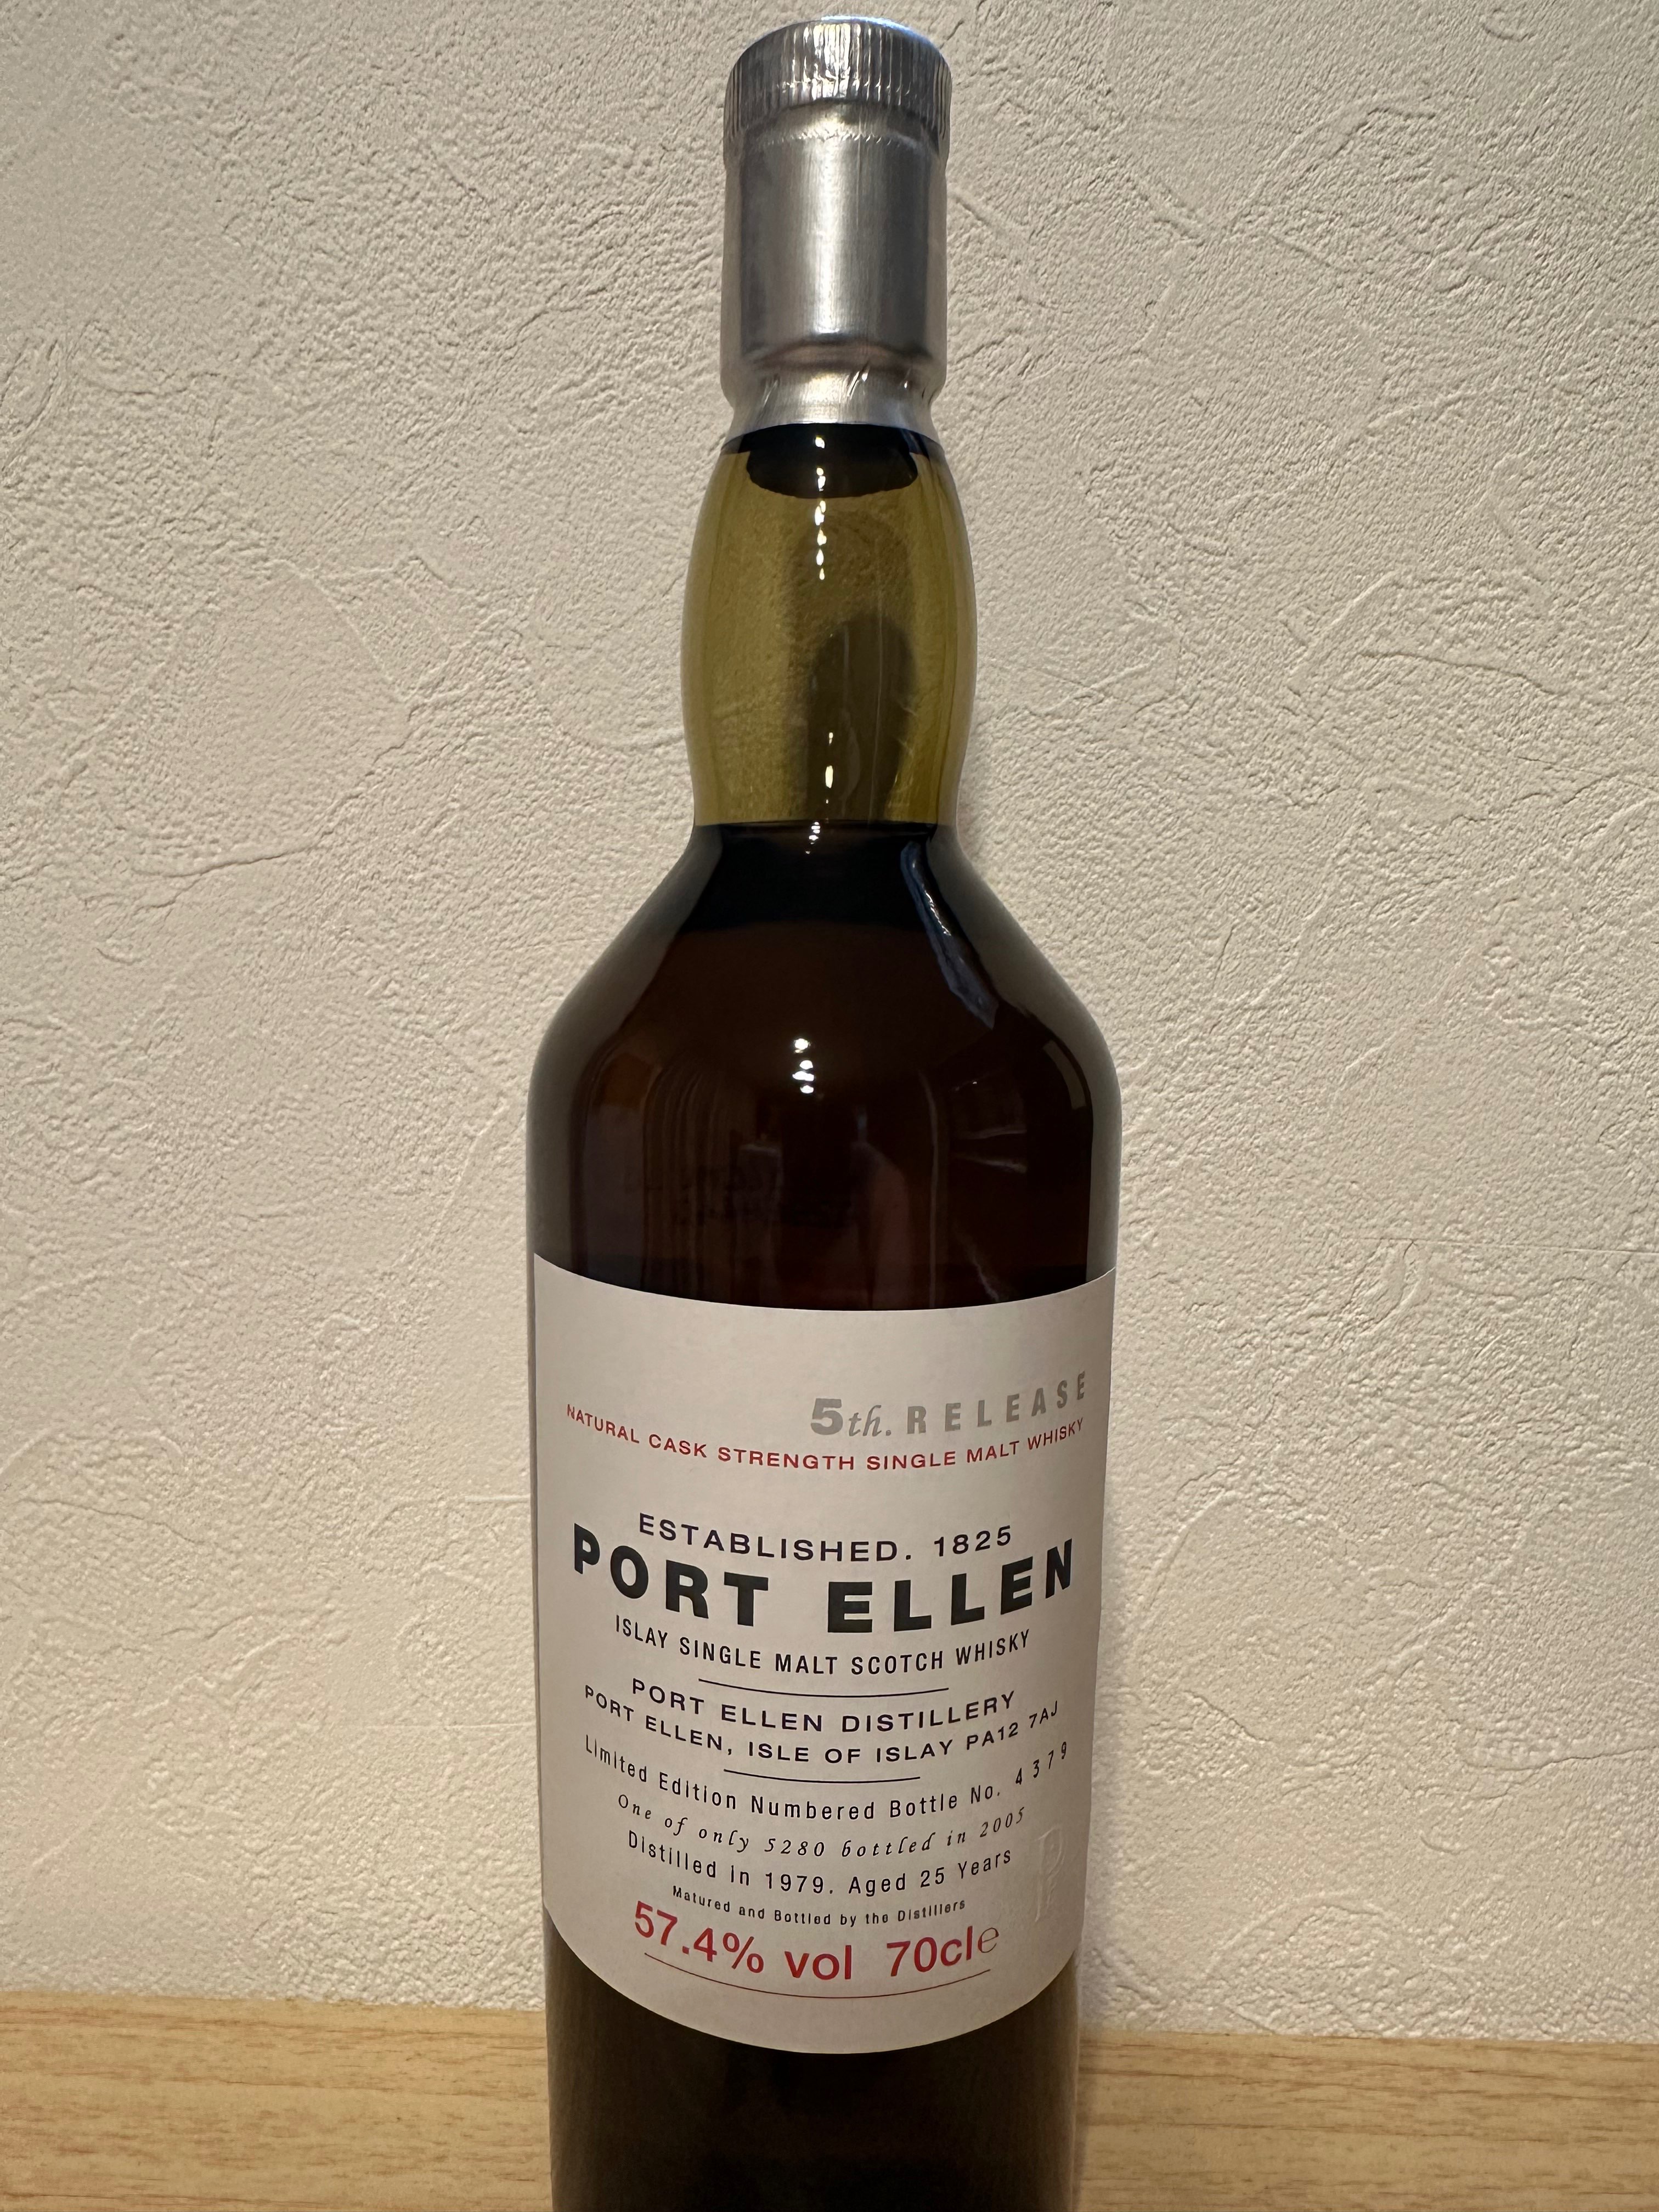 5th. RELEASE
NATURAL CASK STRENGTH SINGLE MALT WHISKY
ESTABLISHED. 1825
PORT ELLEN
ISLAY SINGLE MALT SCOTCH WHISKY
PORT ELLEN DISTILLERY
PORT ELLEN, ISLE OF ISLAY PA12 7AJ
Limited Edition Numbered Bottle No. 4379
One of only 5280 bottled in 2005
Distilled in 1979. Aged 25 Years
Matured and Bottled by the Distillers
57.4% vol 70cl℮